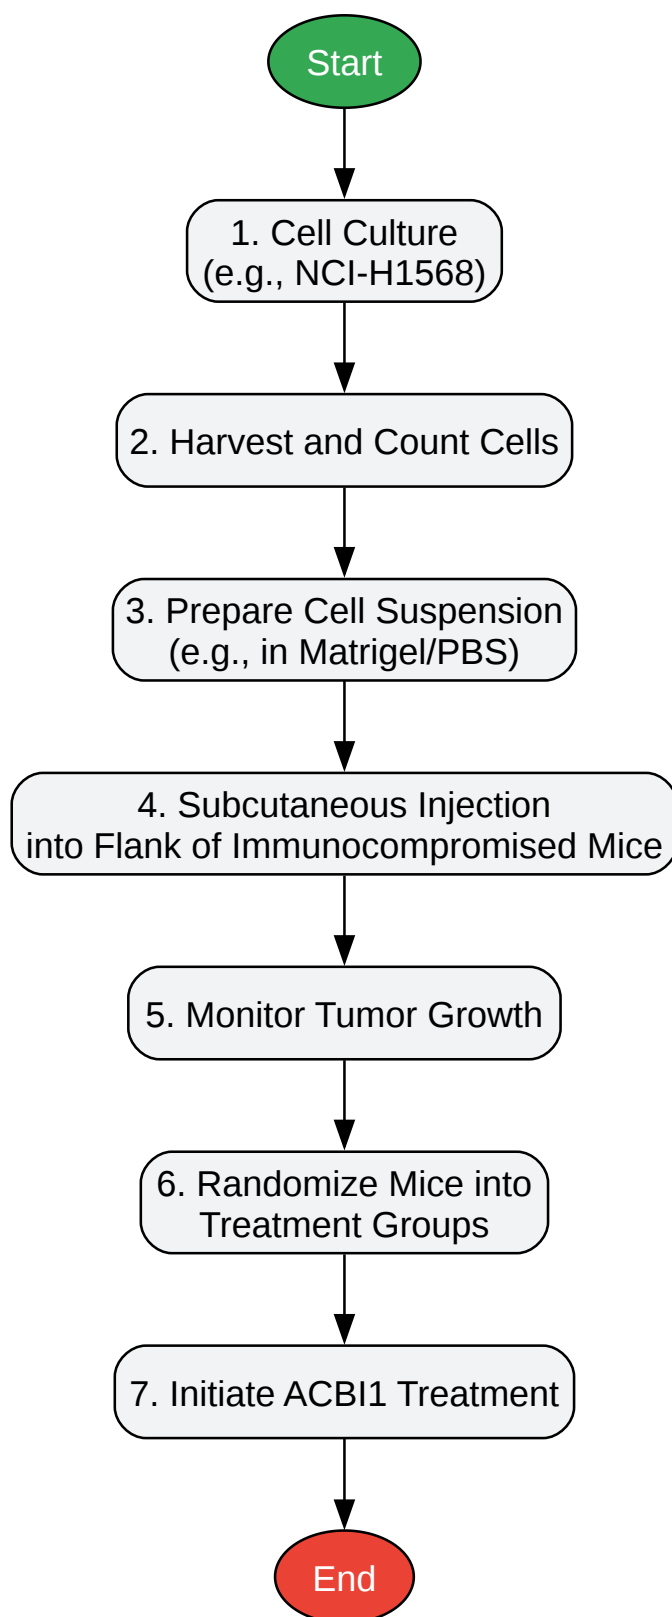 Start
1. Cell Culture
(e.g., NCI-H1568)
2. Harvest and Count Cells
3. Prepare Cell Suspension
(e.g., in Matrigel/PBS)
4. Subcutaneous Injection
into Flank of Immunocompromised Mice
5. Monitor Tumor Growth
6. Randomize Mice into
Treatment Groups
7. Initiate ACBI1 Treatment
End